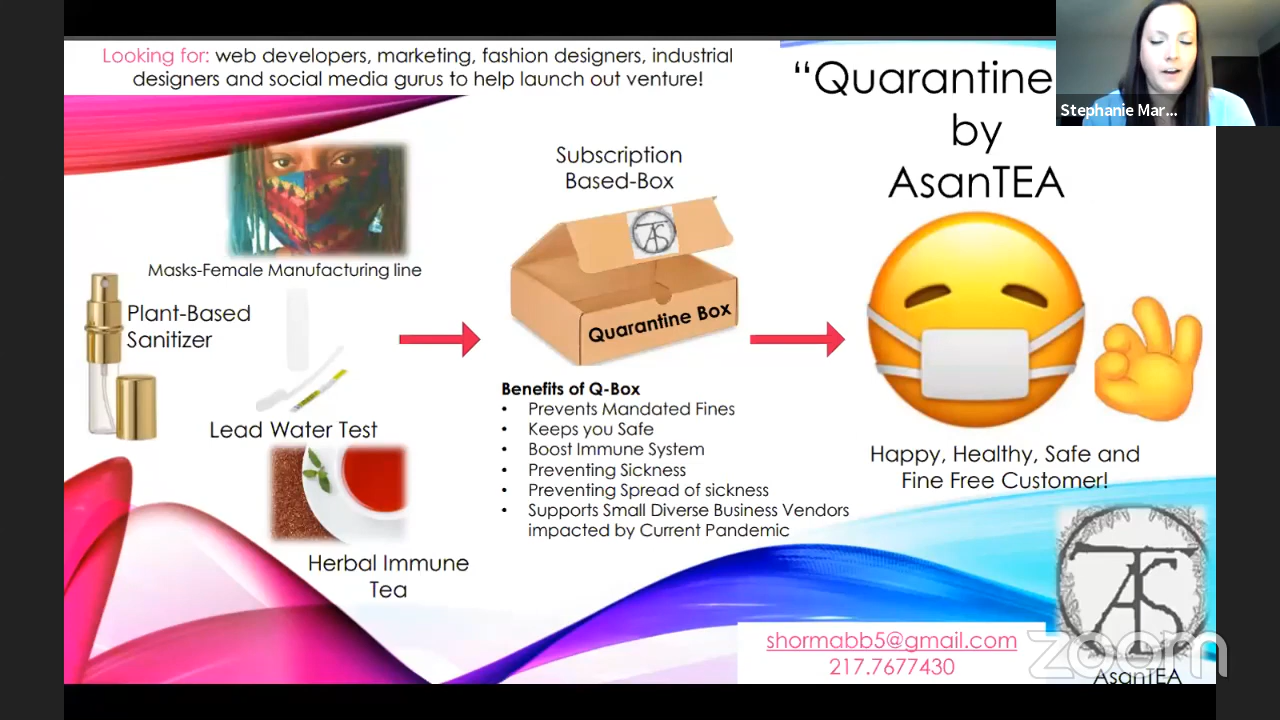 Looking for: web developers, marketing, fashion designers, industrial
designers and social media gurus to help launch out venture!
“Quarantine
by
AsanTEA
Stephanie Mar...
Subscription
Based-Box
Masks-Female Manufacturing line
Plant-Based
Sanitizer
Lead Water Test
Herbal Immune
Tea
Quarantine Box
Benefits of Q-Box
• Prevents Mandated Fines
• Keeps you Safe
• Boost Immune System
• Preventing Sickness
• Preventing Spread of sickness
• Supports Small Diverse Business Vendors
impacted by Current Pandemic
Happy, Healthy, Safe and
Fine Free Customer!
shormabb5@gmail.com
217.7677430
zoom
AsanTEA